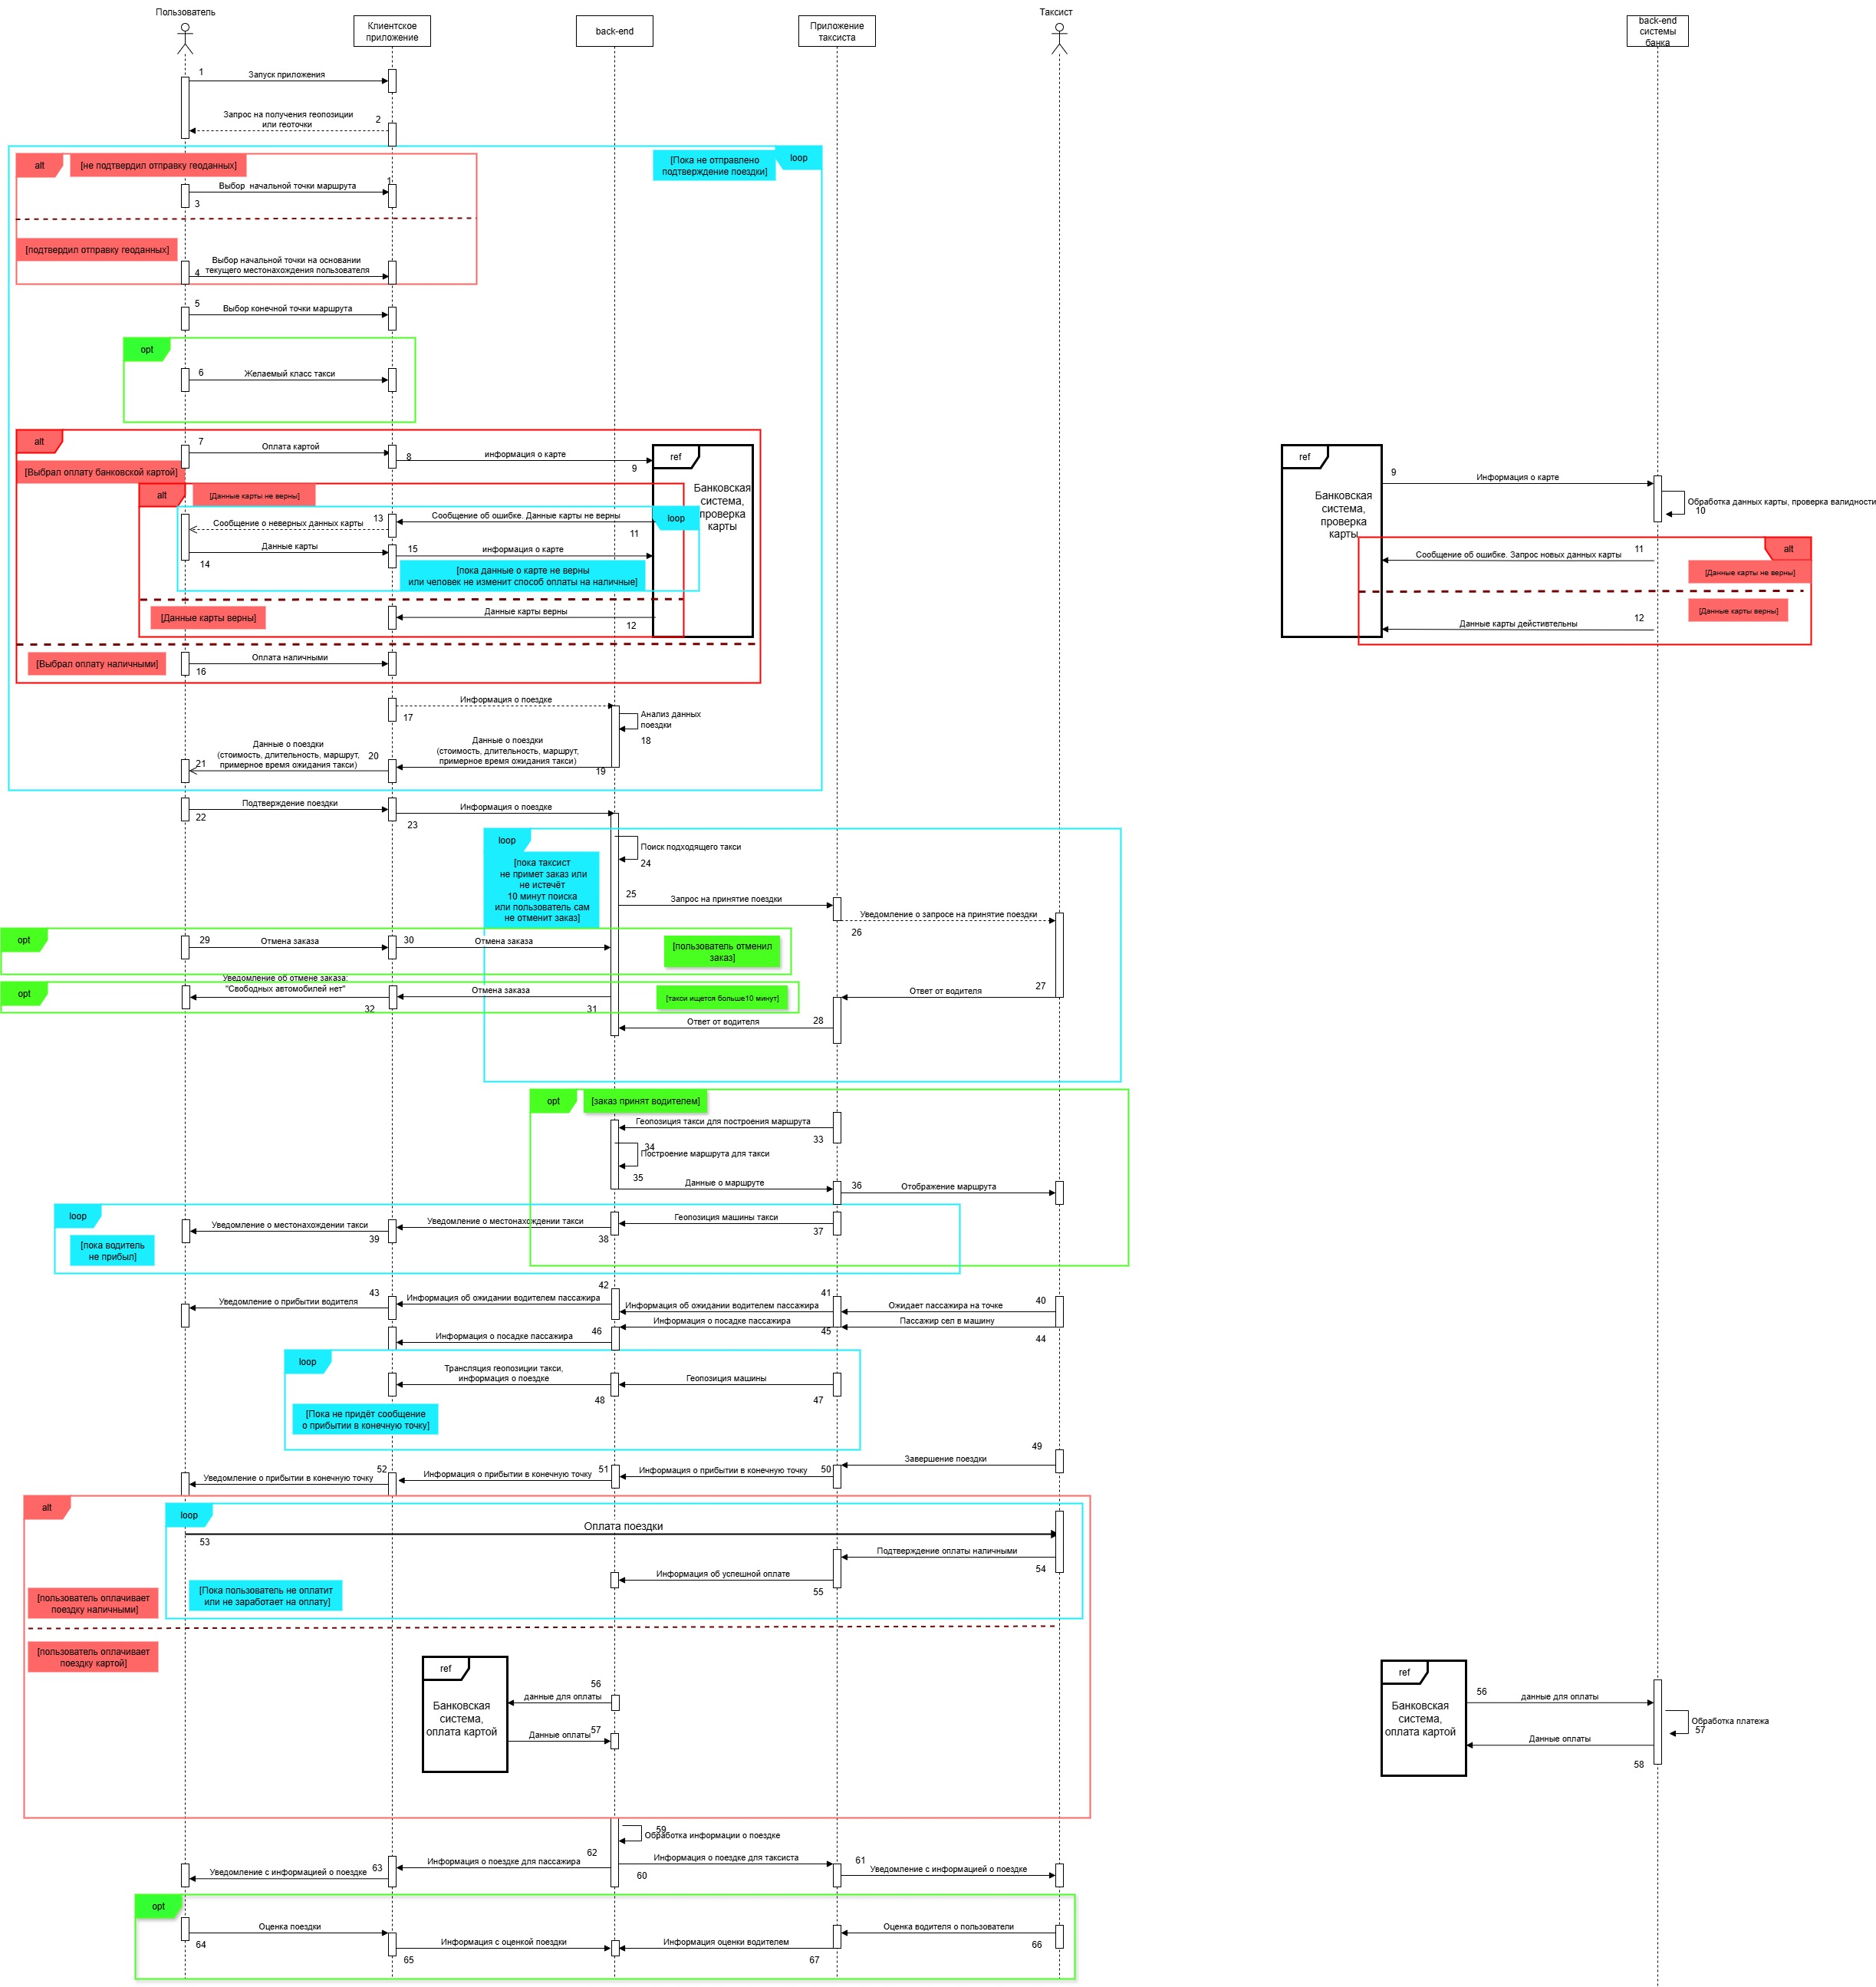 Пользователь
Клиентское
приложение
back-end
Приложение
таксиста
Таксист
back-end
системы
банка
1
Запуск приложения
Запрос на получения геопозиции
или геоточки
2
alt
[не подтвердил отправку геоданных]
[Пока не отправлено
подтверждение поездки]
loop
Выбор начальной точки маршрута
1
3
[подтвердил отправку геоданных]
Выбор начальной точки на основании
текущего местонахождения пользователя
4
5
Выбор конечной точки маршрута
opt
6
Желаемый класс такси
alt
7
Оплата картой
8
информация о карте
9
ref
[Выбрал оплату банковской картой]
Банковская
система,
проверка
карты
alt
[Данные карты не верны]
loop
Сообщение о неверных данных карты
13
Сообщение об ошибке. Данные карты не верны
11
Данные карты
14
15
информация о карте
[пока данные о карте не верны
или человек не изменит способ оплаты на наличные]
[Данные карты верны]
Данные карты верны
12
[Выбрал оплату наличными]
Оплата наличными
16
ref
Банковская
система,
проверка
карты
9
Информация о карте
Обработка данных карты, проверка валидности
10
alt
11
Сообщение об ошибке. Запрос новых данных карты
[Данные карты не верны]
[Данные карты верны]
12
Данные карты действительны
Информация о поездке
17
Анализ данных
поездки
18
Данные о поездки
(стоимость, длительность, маршрут,
примерное время ожидания такси)
19
20
Данные о поездки
(стоимость, длительность, маршрут,
примерное время ожидания такси)
21
Подтверждение поездки
22
Информация о поездке
23
loop
[пока таксист
не примет заказ или
не истечёт
10 минут поиска
или пользователь сам
не отменит заказ]
Поиск подходящего такси
24
25
Запрос на принятие поездки
Уведомление о запросе на принятие поездки
26
opt
29
Отмена заказа
30
Отмена заказа
[пользователь отменил
заказ]
opt
Уведомление об отмене заказа:
"Свободных автомобилей нет"
32
Отмена заказа
31
[такси ищется больше10 минут]
Ответ от водителя
27
Ответ от водителя
28
opt
[заказ принят водителем]
Геопозиция такси для построения маршрута
33
34
Построение маршрута для такси
35
Данные о маршруте
36
Отображение маршрута
loop
[пока водитель
не прибыл]
Уведомление о местонахождении такси
39
Уведомление о местонахождении такси
38
Геопозиция машины такси
37
Уведомление о прибытии водителя
43
Информация об ожидании водителем пассажира
42
Информация об ожидании водителем пассажира
41
Ожидает пассажира на точке
40
Информация о посадке пассажира
46
Информация о посадке пассажира
45
Пассажир сел в машину
44
loop
Трансляция геопозиции такси,
информация о поездке
48
Геопозиция машины
47
[Пока не придёт сообщение
о прибытии в конечную точку]
49
Завершение поездки
Уведомление о прибытии в конечную точку
52
Информация о прибытии в конечную точку
51
Информация о прибытии в конечную точку
50
alt
loop
Оплата поездки
53
Подтверждение оплаты наличными
54
Информация об успешной оплате
55
[пользователь оплачивает
поездку наличными]
[Пока пользователь не оплатит
или не заработает на оплату]
[пользователь оплачивает
поездку картой]
ref
Банковская
система,
оплата картой
56
данные для оплаты
57
Данные оплаты
ref
Банковская
система,
оплата картой
56
данные для оплаты
Обработка платежа
57
Данные оплаты
58
59
Обработка информации о поездке
Уведомление с информацией о поездке
63
Информация о поездке для пассажира
62
Информация о поездке для таксиста
60
61
Уведомление с информацией о поездке
opt
Оценка поездки
64
Информация с оценкой поездки
65
Информация оценки водителем
67
Оценка водителя о пользователи
66